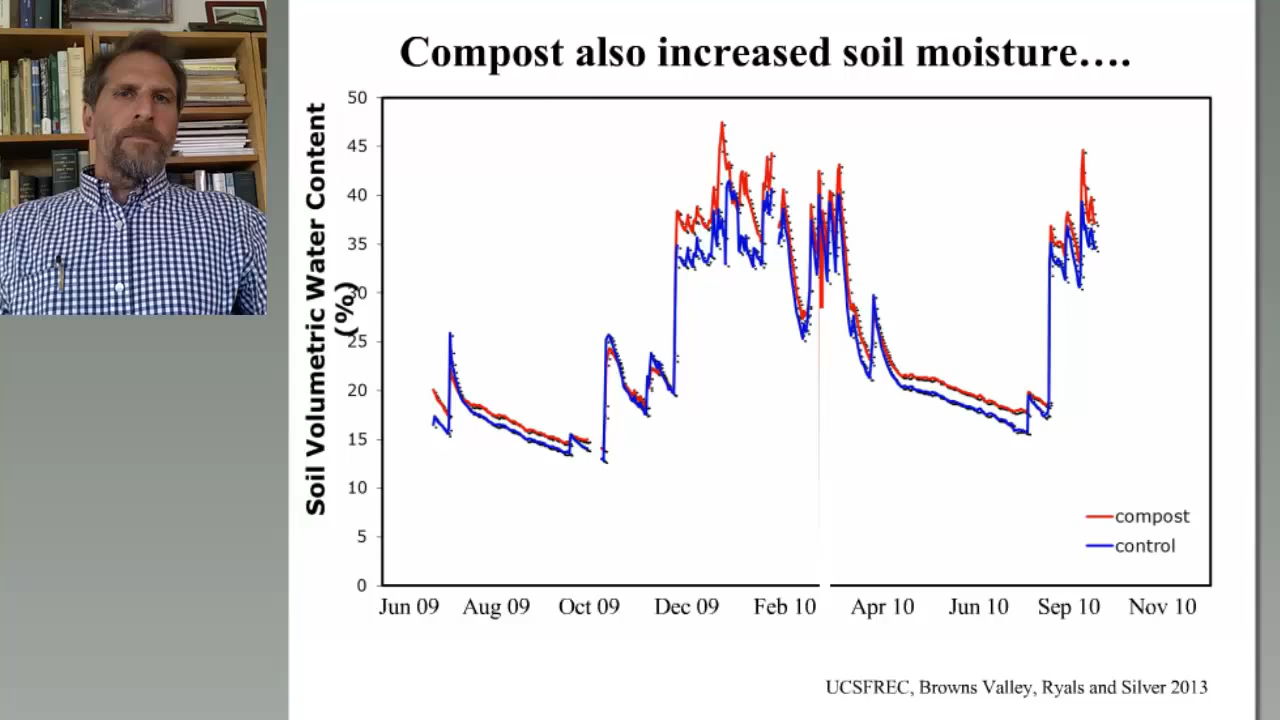 Compost also increased soil moisture….
Soil Volumetric Water Content
(%)
50
45
40
35
30
25
20
15
10
5
0
compost
control
Jun 09 Aug 09 Oct 09 Dec 09 Feb 10 Apr 10 Jun 10 Sep 10 Nov 10
UCSFREC, Browns Valley, Ryals and Silver 2013